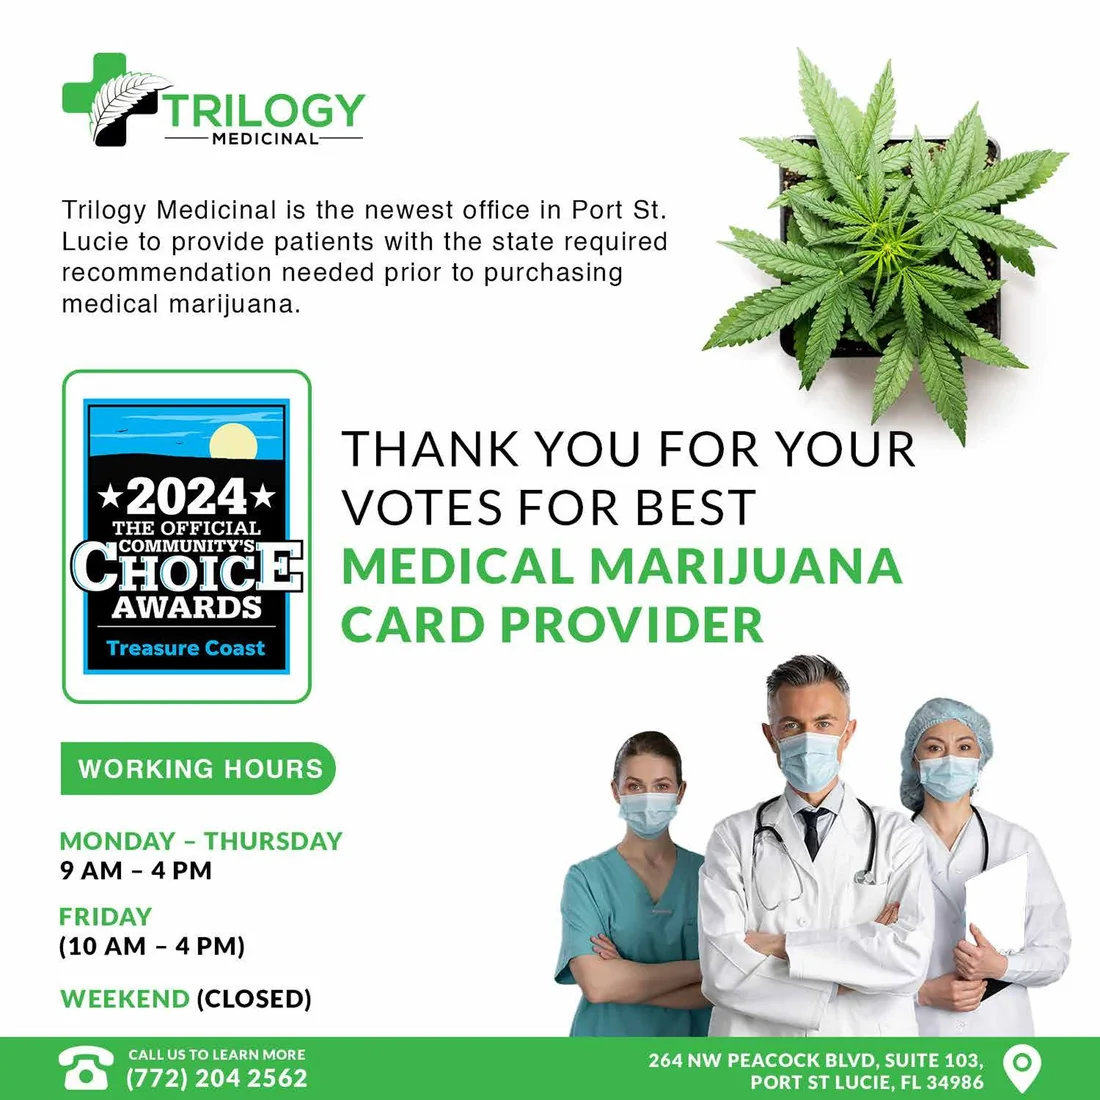 TRILOGY
MEDICINAL
Trilogy Medicinal is the newest office in Port St.
Lucie to provide patients with the state required
recommendation needed prior to purchasing
medical marijuana.
★2024★
THE OFFICIAL
COMMUNITY'S
CHOICE
AWARDS
Treasure Coast
THANK YOU FOR YOUR
VOTES FOR BEST
MEDICAL MARIJUANA
CARD PROVIDER
WORKING HOURS
MONDAY – THURSDAY
9 AM – 4 PM
FRIDAY
(10 AM – 4 PM)
WEEKEND (CLOSED)
CALL US TO LEARN MORE
(772) 204 2562
264 NW PEACOCK BLVD, SUITE 103,
PORT ST LUCIE, FL 34986